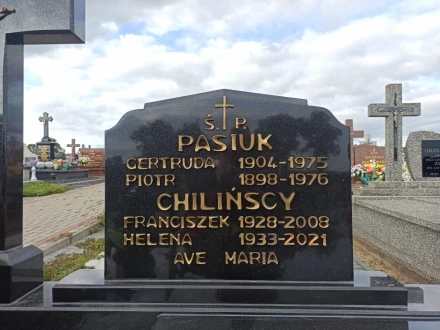 Ś. P.
PASIUK
GERTRUDA 1904-1975
PIOTR 1898-1976
CHILIŃSCY
FRANCISZEK 1928-2008
HELENA 1933-2021
AVE MARIA